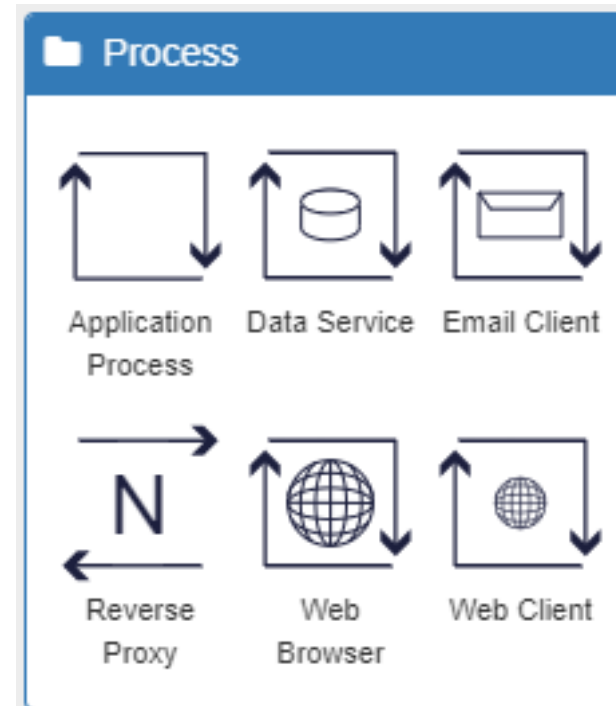 Process
Application
Process
Data Service
Email Client
N
Reverse
Proxy
Web
Browser
Web Client